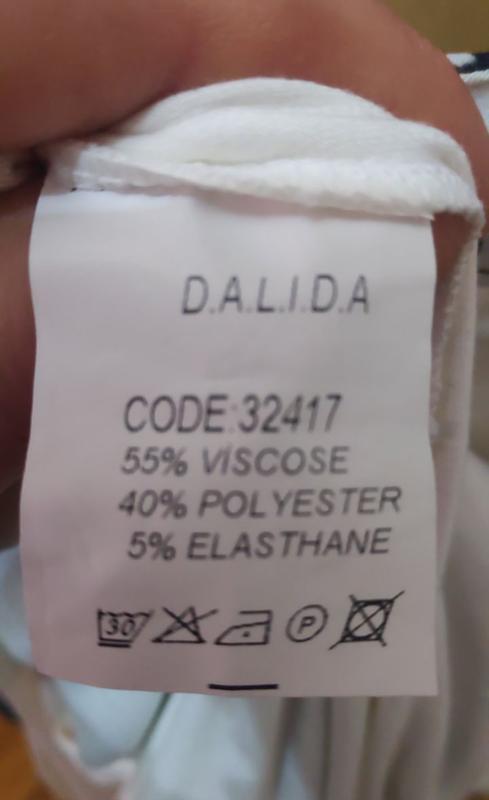 D.A.L.I.D.A
CODE:32417
55% VISCOSE
40% POLYESTER
5% ELASTHANE
30 P